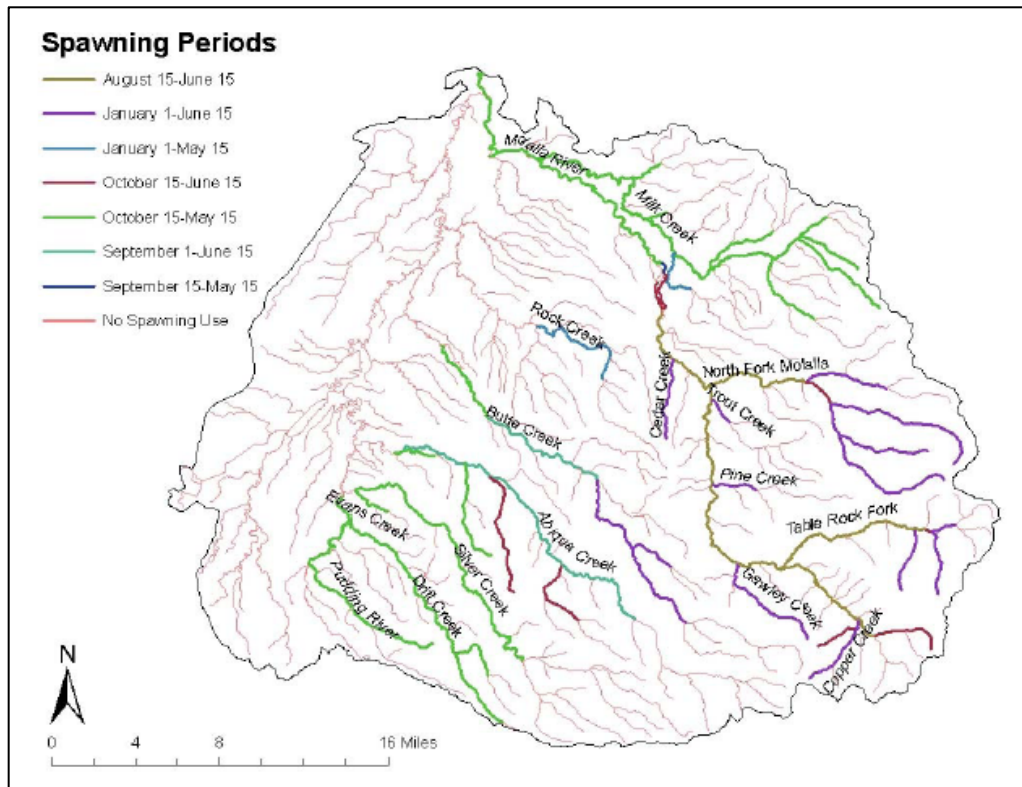 Spawning Periods
August 15-June 15
January 1-June 15
January 1-May 15
October 15-June 15
October 15-May 15
September 1-June 15
September 15-May 15
No Spawning Use
Molalla River
Milk Creek
Rock Creek
Cedar Creek
North Fork Molalla
Trout Creek
Butte Creek
Pine Creek
Table Rock Fork
Abiqua Creek
Evans Creek
Silver Creek
Gawley Creek
Pudding River
Drift Creek
Copper Creek
N
0 4 8 16 Miles